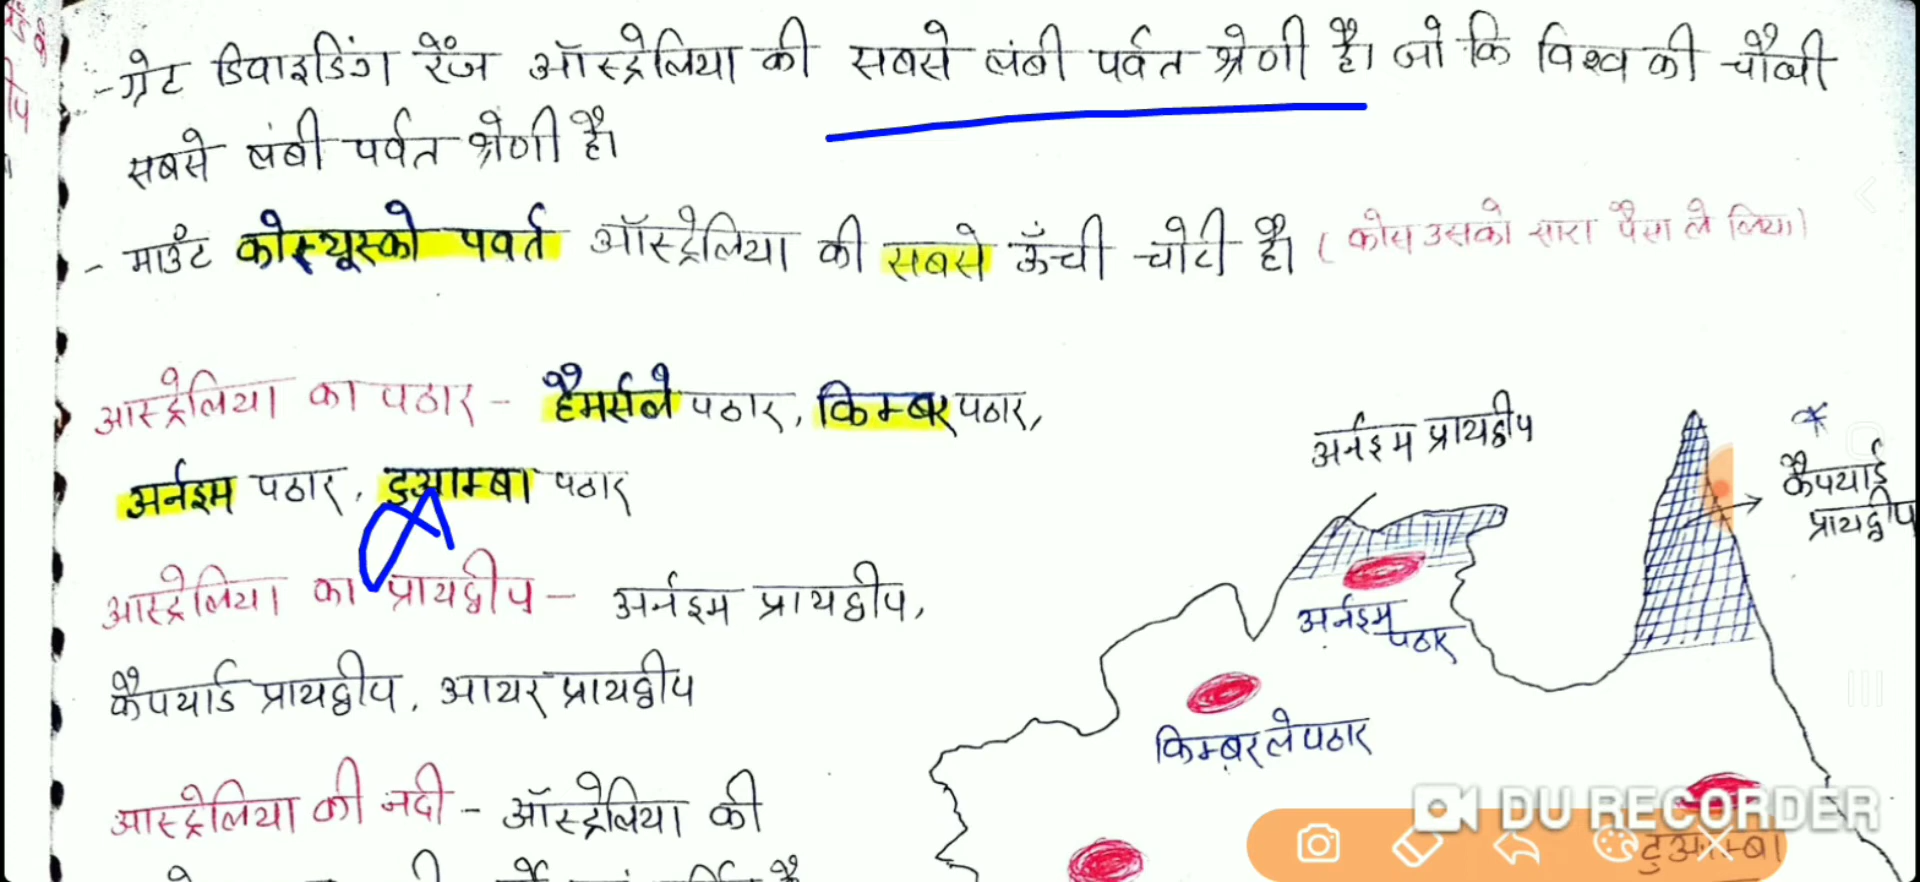 - ग्रेट डिवाइडिंग रेंज ऑस्ट्रेलिया की सबसे लंबी पर्वत श्रेणी है। जो कि विश्व की चौथी
सबसे लंबी पर्वत श्रेणी है।
- माउंट कोस्यूस्को पवर्त ऑस्ट्रेलिया की सबसे ऊँची चोटी है। (कोस उसको सारा पैसा ले लिया)
आस्ट्रेलिया का पठार - हैमर्सले पठार, किम्बर पठार,
अर्नहम पठार, टुआम्बा पठार
आस्ट्रेलिया का प्रायद्वीप - अर्नहम प्रायद्वीप,
कैपयार्ड प्रायद्वीप, आयर प्रायद्वीप
आस्ट्रेलिया की नदी - ऑस्ट्रेलिया की
अर्नहम प्रायद्वीप
कैपयार्ड
प्रायद्वीप
अर्नहम
पठार
किम्बरले पठार
DU RECORDER
टुआम्बा